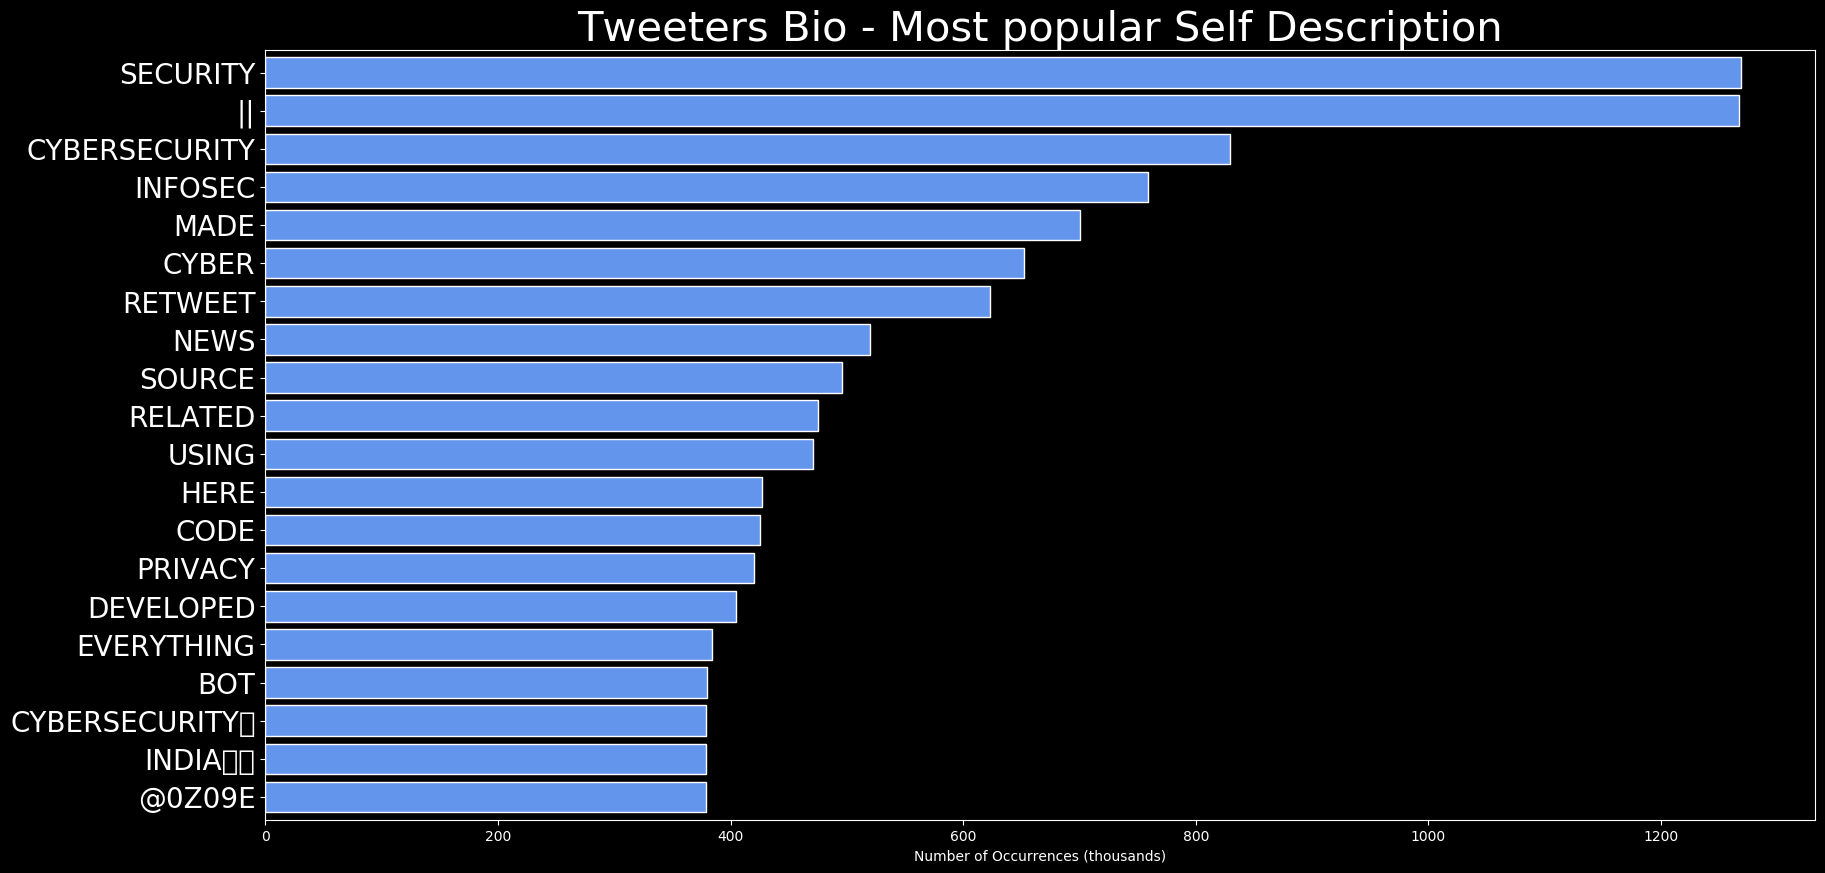 Tweeters Bio - Most popular Self Description
SECURITY
||
CYBERSECURITY
INFOSEC
MADE
CYBER
RETWEET
NEWS
SOURCE
RELATED
USING
HERE
CODE
PRIVACY
DEVELOPED
EVERYTHING
BOT
CYBERSECURITY▯
INDIA▯▯
@0Z09E
0 200 400 600 800 1000 1200
Number of Occurrences (thousands)